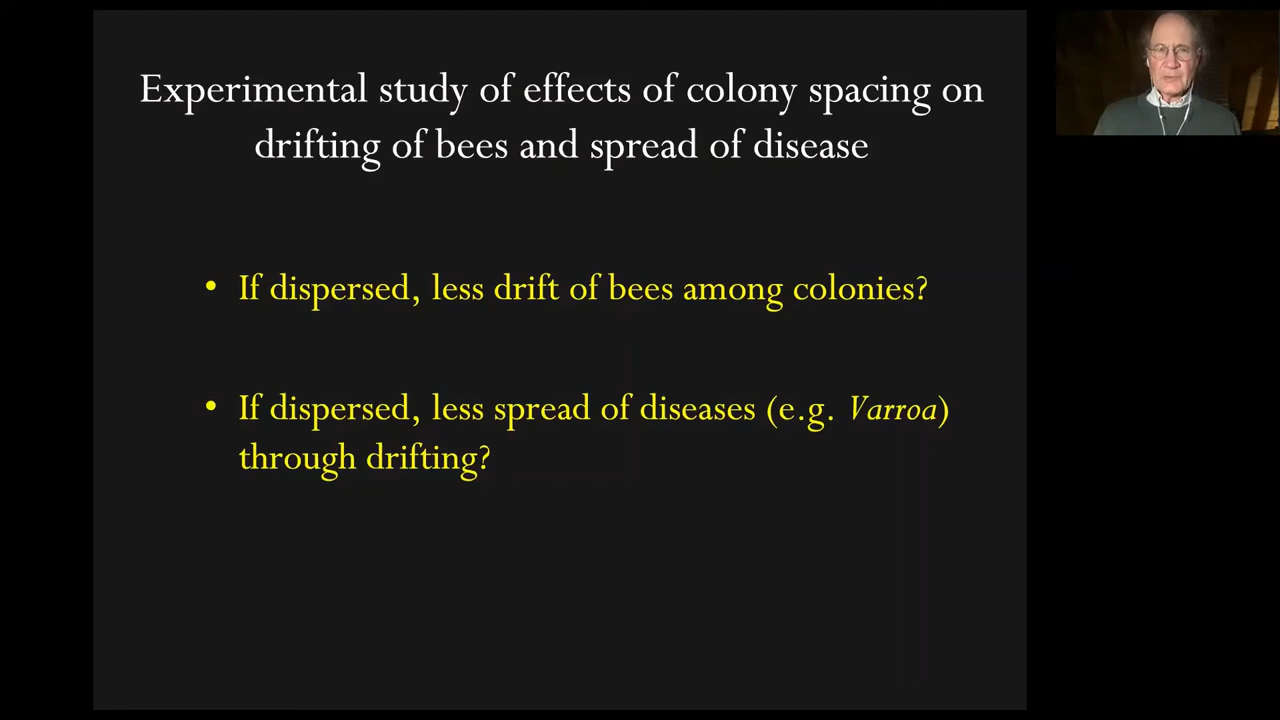 Experimental study of effects of colony spacing on
drifting of bees and spread of disease
• If dispersed, less drift of bees among colonies?
• If dispersed, less spread of diseases (e.g. Varroa)
through drifting?